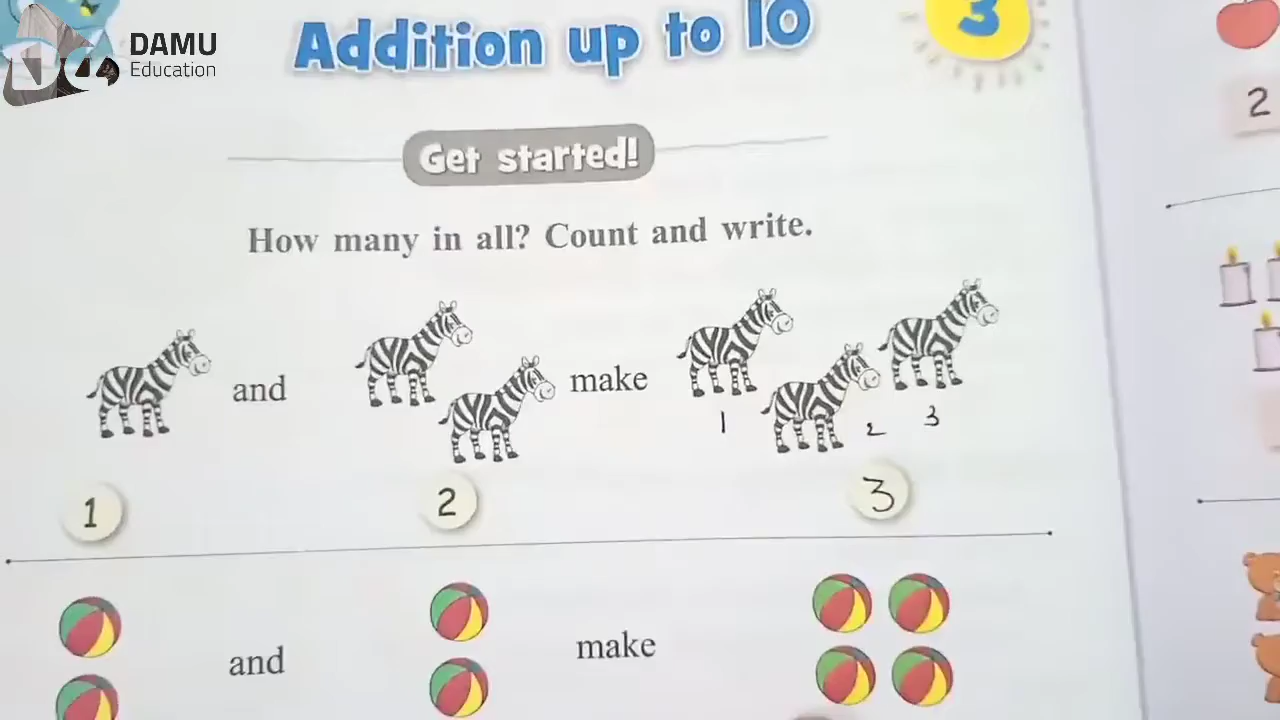 DAMU
Education
Addition up to 10
3
Get started!
How many in all? Count and write.
and
make
1 2 3
1 2 3
and
make
2